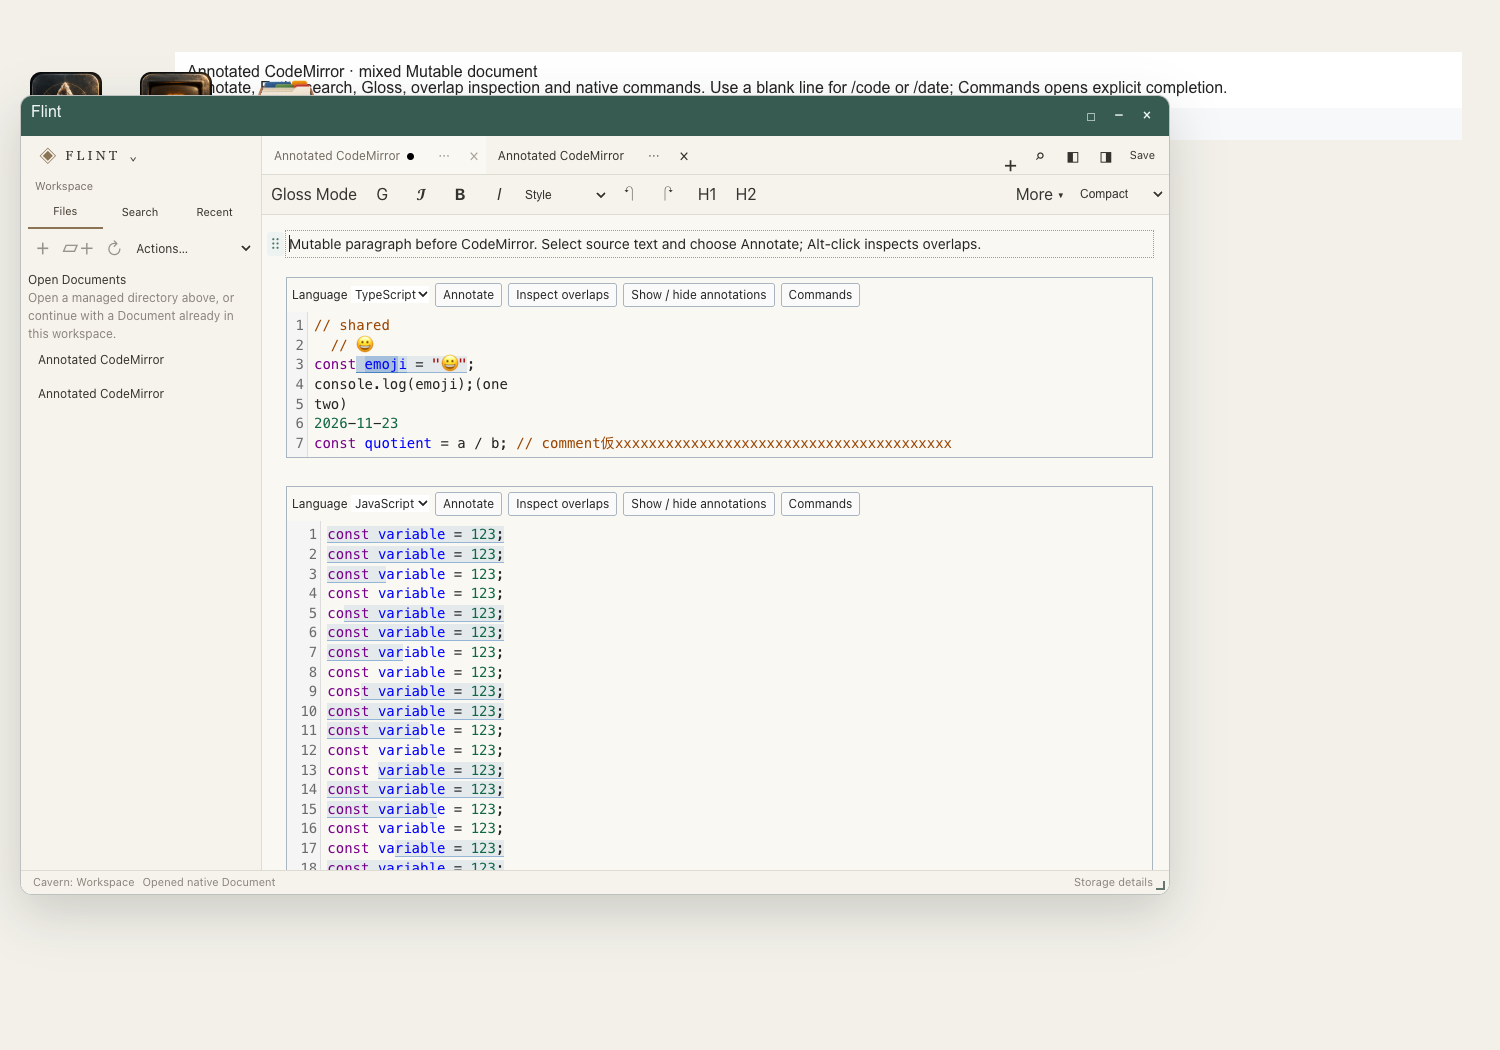 Annotated CodeMirror · mixed Mutable document
search, Gloss, overlap inspection and native commands. Use a blank line for /code or /date; Commands opens explicit completion.
Flint
FLINT
Workspace
Files Search Recent
Actions...
Open Documents
Open a managed directory above, or
continue with a Document already in
this workspace.
Annotated CodeMirror
Annotated CodeMirror
Annotated CodeMirror ● ··· ×
Annotated CodeMirror ··· ×
Save
Gloss Mode G J B I Style H1 H2 More Compact
Mutable paragraph before CodeMirror. Select source text and choose Annotate; Alt-click inspects overlaps.
Language TypeScript Annotate Inspect overlaps Show / hide annotations Commands
1 // shared
2 // 😀
3 const emoji = "😀";
4 console.log(emoji);(one
5 two)
6 2026-11-23
7 const quotient = a / b; // comment仮xxxxxxxxxxxxxxxxxxxxxxxxxxxxxxxxxxxxxxxx
Language JavaScript Annotate Inspect overlaps Show / hide annotations Commands
1 const variable = 123;
2 const variable = 123;
3 const variable = 123;
4 const variable = 123;
5 const variable = 123;
6 const variable = 123;
7 const variable = 123;
8 const variable = 123;
9 const variable = 123;
10 const variable = 123;
11 const variable = 123;
12 const variable = 123;
13 const variable = 123;
14 const variable = 123;
15 const variable = 123;
16 const variable = 123;
17 const variable = 123;
18 const variable = 123;
Cavern: Workspace Opened native Document Storage details